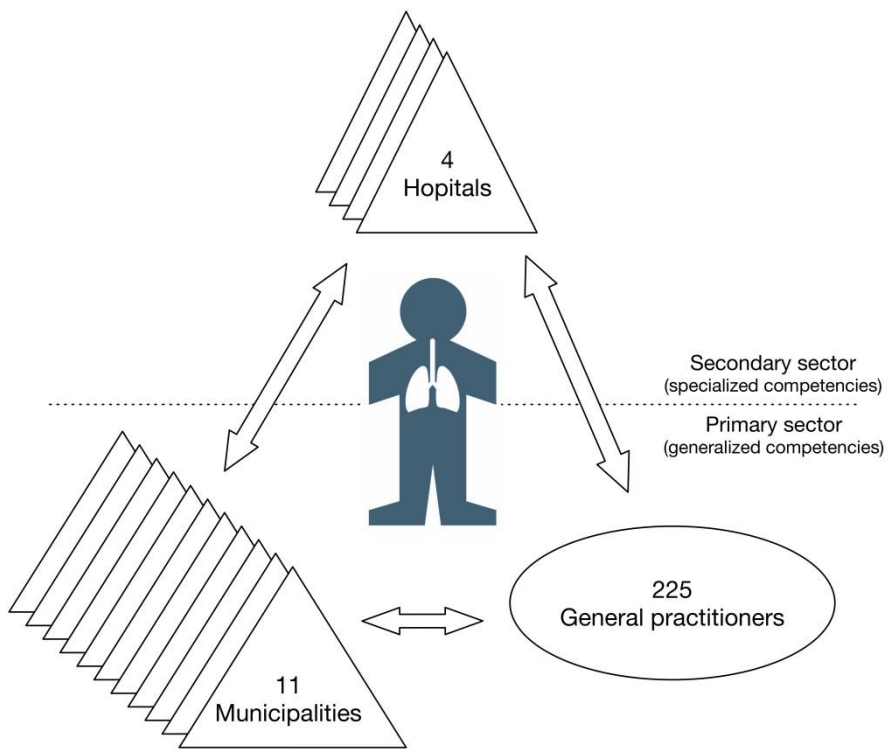 4
Hopitals
Secondary sector
(specialized competencies)
Primary sector
(generalized competencies)
225
General practitioners
11
Municipalities